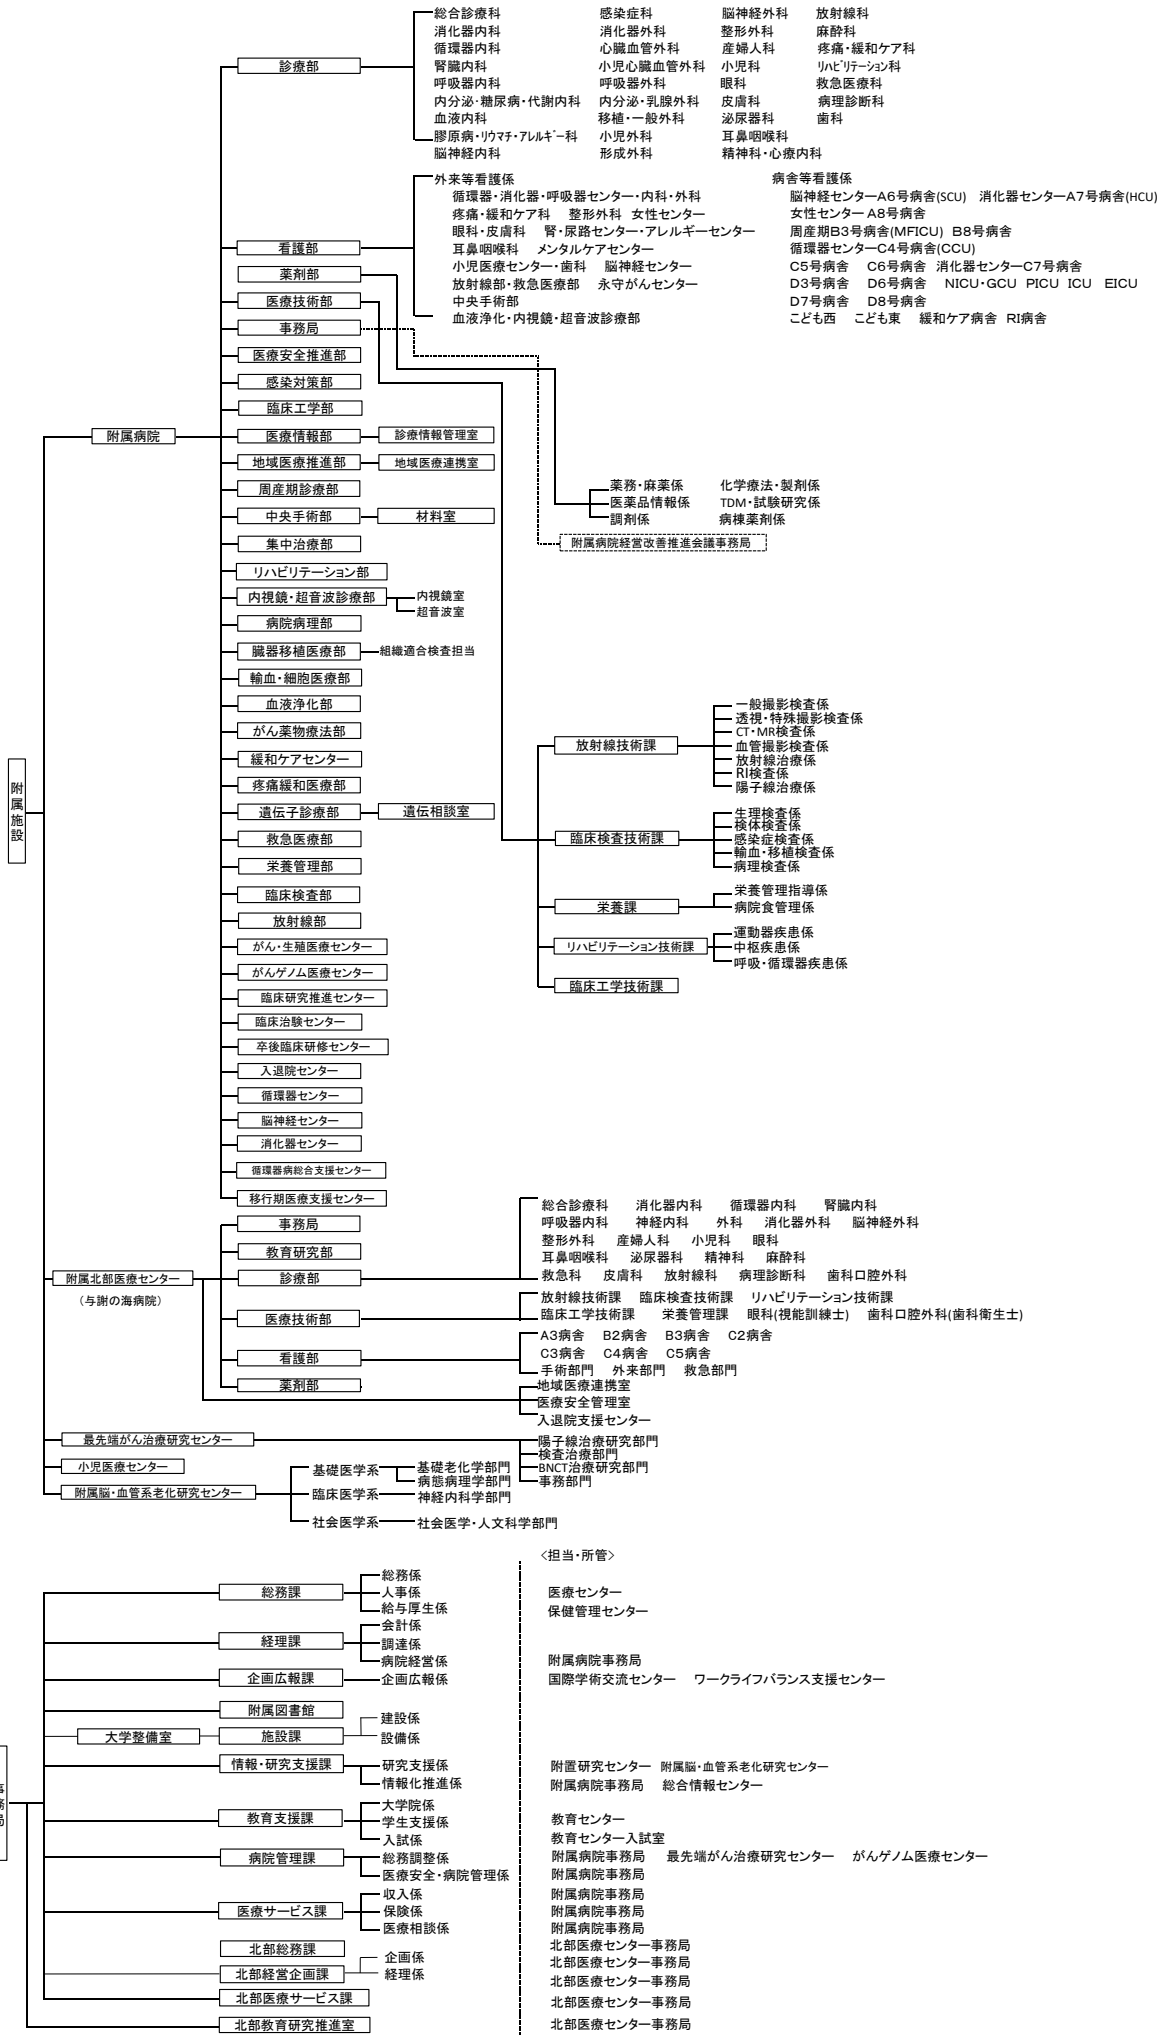 総合診療科 感染症科 脳神経外科 放射線科
消化器内科 消化器外科 整形外科 麻酔科
循環器内科 心臓血管外科 産婦人科 疼痛・緩和ケア科
診療部 腎臓内科 小児心臓血管外科 小児科 リハビリテーション科
呼吸器内科 呼吸器外科 眼科 救急医療科
内分泌・糖尿病・代謝内科 内分泌・乳腺外科 皮膚科 病理診断科
血液内科 移植・一般外科 泌尿器科 歯科
膠原病・リウマチ・アレルギー科 小児外科 耳鼻咽喉科
脳神経内科 形成外科 精神科・心療内科
外来等看護係 病舎等看護係
循環器・消化器・呼吸器センター・内科・外科 脳神経センターA6号病舎(SCU) 消化器センターA7号病舎(HCU)
疼痛・緩和ケア科 整形外科 女性センター 女性センターA8号病舎
眼科・皮膚科 腎・尿路センター・アレルギーセンター 周産期B3号病舎(MFICU) B8号病舎
看護部 耳鼻咽喉科 メンタルケアセンター 循環器センターC4号病舎(CCU)
薬剤部 小児医療センター・歯科 脳神経センター C5号病舎 C6号病舎 消化器センターC7号病舎
放射線部・救急医療部 永守がんセンター D3号病舎 D6号病舎 NICU・GCU PICU ICU EICU
医療技術部 中央手術部 D7号病舎 D8号病舎
血液浄化・内視鏡・超音波診療部 こども西 こども東 緩和ケア病舎 RI病舎
事務局
医療安全推進部
感染対策部
臨床工学部
附属病院 医療情報部 診療情報管理室
地域医療推進部 地域医療連携室
周産期診療部 薬務・麻薬係 化学療法・製剤係
医薬品情報係 TDM・試験研究係
中央手術部 材料室 調剤係 病棟薬剤係
集中治療部 附属病院経営改善推進会議事務局
リハビリテーション部
内視鏡・超音波診療部 内視鏡室
超音波室
病院病理部
臓器移植医療部 組織適合検査担当
輸血・細胞医療部
血液浄化部 一般撮影検査係
透視・特殊撮影検査係
がん薬物療法部 CT・MR検査係
放射線技術課 血管撮影検査係
緩和ケアセンター 放射線治療係
RI検査係
疼痛緩和医療部 陽子線治療係
附属施設
遺伝子診療部 遺伝相談室 生理検査係
検体検査係
救急医療部 臨床検査技術課 感染症検査係
輸血・移植検査係
栄養管理部 病理検査係
臨床検査部 栄養管理指導係
栄養課 病院食管理係
放射線部 運動器疾患係
がん・生殖医療センター リハビリテーション技術課 中枢疾患係
呼吸・循環器疾患係
がんゲノム医療センター
臨床工学技術課
臨床研究推進センター
臨床治験センター
卒後臨床研修センター
入退院センター
循環器センター
脳神経センター
消化器センター
循環器病総合支援センター
移行期医療支援センター
総合診療科 消化器内科 循環器内科 腎臓内科
事務局 呼吸器内科 神経内科 外科 消化器外科 脳神経外科
整形外科 産婦人科 小児科 眼科
教育研究部 耳鼻咽喉科 泌尿器科 精神科 麻酔科
附属北部医療センター 診療部 救急科 皮膚科 放射線科 病理診断科 歯科口腔外科
(与謝の海病院) 放射線技術課 臨床検査技術課 リハビリテーション技術課
医療技術部 臨床工学技術課 栄養管理課 眼科(視能訓練士) 歯科口腔外科(歯科衛生士)
A3病舎 B2病舎 B3病舎 C2病舎
看護部 C3病舎 C4病舎 C5病舎
手術部門 外来部門 救急部門
薬剤部 地域医療連携室
医療安全管理室
入退院支援センター
最先端がん治療研究センター 陽子線治療研究部門
検査治療部門
小児医療センター 基礎医学系 基礎老化学部門 BNCT治療研究部門
病態病理学部門 事務部門
附属脳・血管系老化研究センター 臨床医学系 神経内科学部門
社会医学系 社会医学・人文科学部門
<担当・所管>
総務係
総務課 人事係 医療センター
給与厚生係 保健管理センター
会計係
経理課 調達係
病院経営係 附属病院事務局
企画広報課 企画広報係 国際学術交流センター ワークライフバランス支援センター
附属図書館
建設係
大学整備室 施設課 設備係
情報・研究支援課 研究支援係 附置研究センター 附属脳・血管系老化研究センター
情報化推進係 附属病院事務局 総合情報センター
事務局
大学院係
教育支援課 学生支援係 教育センター
入試係 教育センター入試室
病院管理課 総務調整係 附属病院事務局 最先端がん治療研究センター がんゲノム医療センター
医療安全・病院管理係 附属病院事務局
収入係 附属病院事務局
医療サービス課 保険係 附属病院事務局
医療相談係 附属病院事務局
北部総務課 北部医療センター事務局
企画係 北部医療センター事務局
北部経営企画課 経理係 北部医療センター事務局
北部医療サービス課 北部医療センター事務局
北部教育研究推進室 北部医療センター事務局